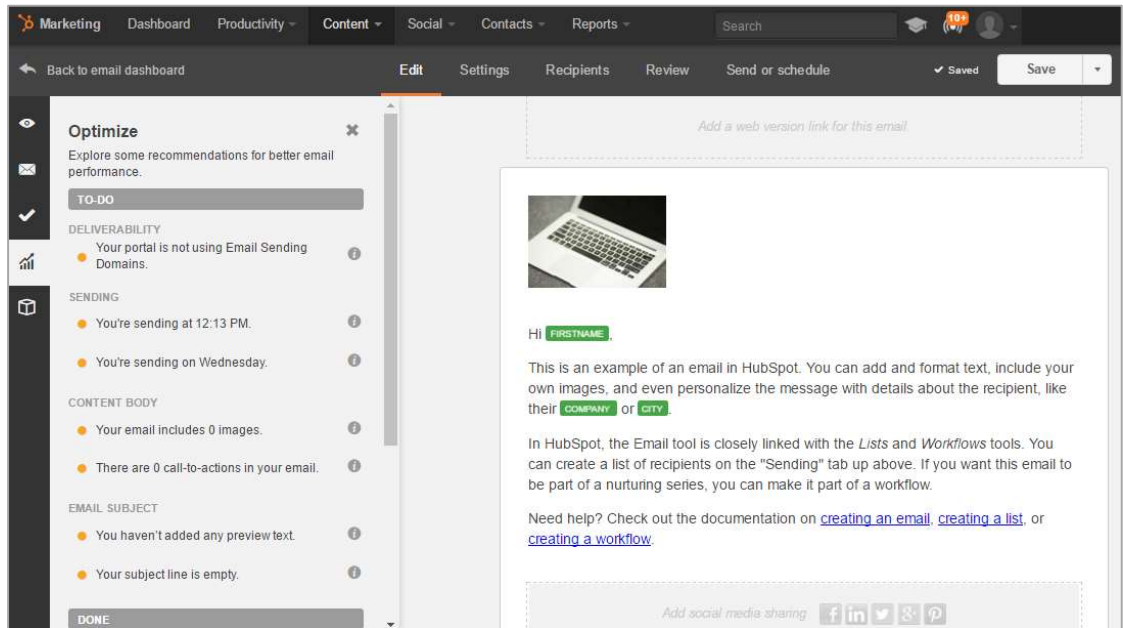 Marketing Dashboard Productivity Content Social Contacts Reports Search 10+
Back to email dashboard Edit Settings Recipients Review Send or schedule Saved Save
Optimize
Explore some recommendations for better email
performance.
TO-DO
DELIVERABILITY
Your portal is not using Email Sending
Domains.
SENDING
You're sending at 12:13 PM.
You're sending on Wednesday.
CONTENT BODY
Your email includes 0 images.
There are 0 call-to-actions in your email.
EMAIL SUBJECT
You haven't added any preview text.
Your subject line is empty.
DONE
Add a web version link for this email.
Hi FIRSTNAME,
This is an example of an email in HubSpot. You can add and format text, include your
own images, and even personalize the message with details about the recipient, like
their COMPANY or CITY.
In HubSpot, the Email tool is closely linked with the Lists and Workflows tools. You
can create a list of recipients on the "Sending" tab up above. If you want this email to
be part of a nurturing series, you can make it part of a workflow.
Need help? Check out the documentation on creating an email, creating a list, or
creating a workflow.
Add social media sharing